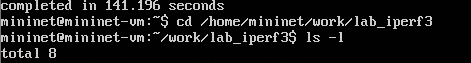 completed in 141.196 seconds
mininet@mininet-vm:~$ cd /home/mininet/work/lab_iperf3
mininet@mininet-vm:~/work/lab_iperf3$ ls -l
total 8